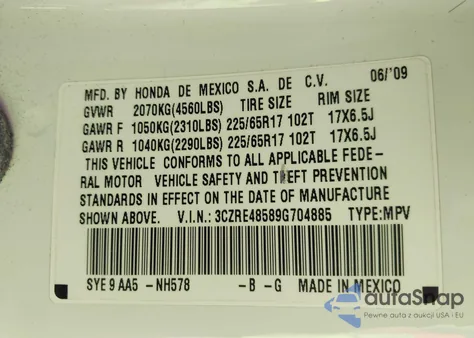 MFD. BY HONDA DE MEXICO S.A. DE C.V. 06/'09
GVWR 2070KG(4560LBS) TIRE SIZE RIM SIZE
GAWR F 1050KG(2310LBS) 225/65R17 102T 17X6.5J
GAWR R 1040KG(2290LBS) 225/65R17 102T 17X6.5J
THIS VEHICLE CONFORMS TO ALL APPLICABLE FEDE-
RAL MOTOR VEHICLE SAFETY AND THEFT PREVENTION
STANDARDS IN EFFECT ON THE DATE OF MANUFACTURE
SHOWN ABOVE. V.I.N.: 3CZRE48589G704885 TYPE:MPV
SYE 9 AA5 -NH578 -B -G MADE IN MEXICO
autaSnap
Pewne auta z aukcji USA i EU